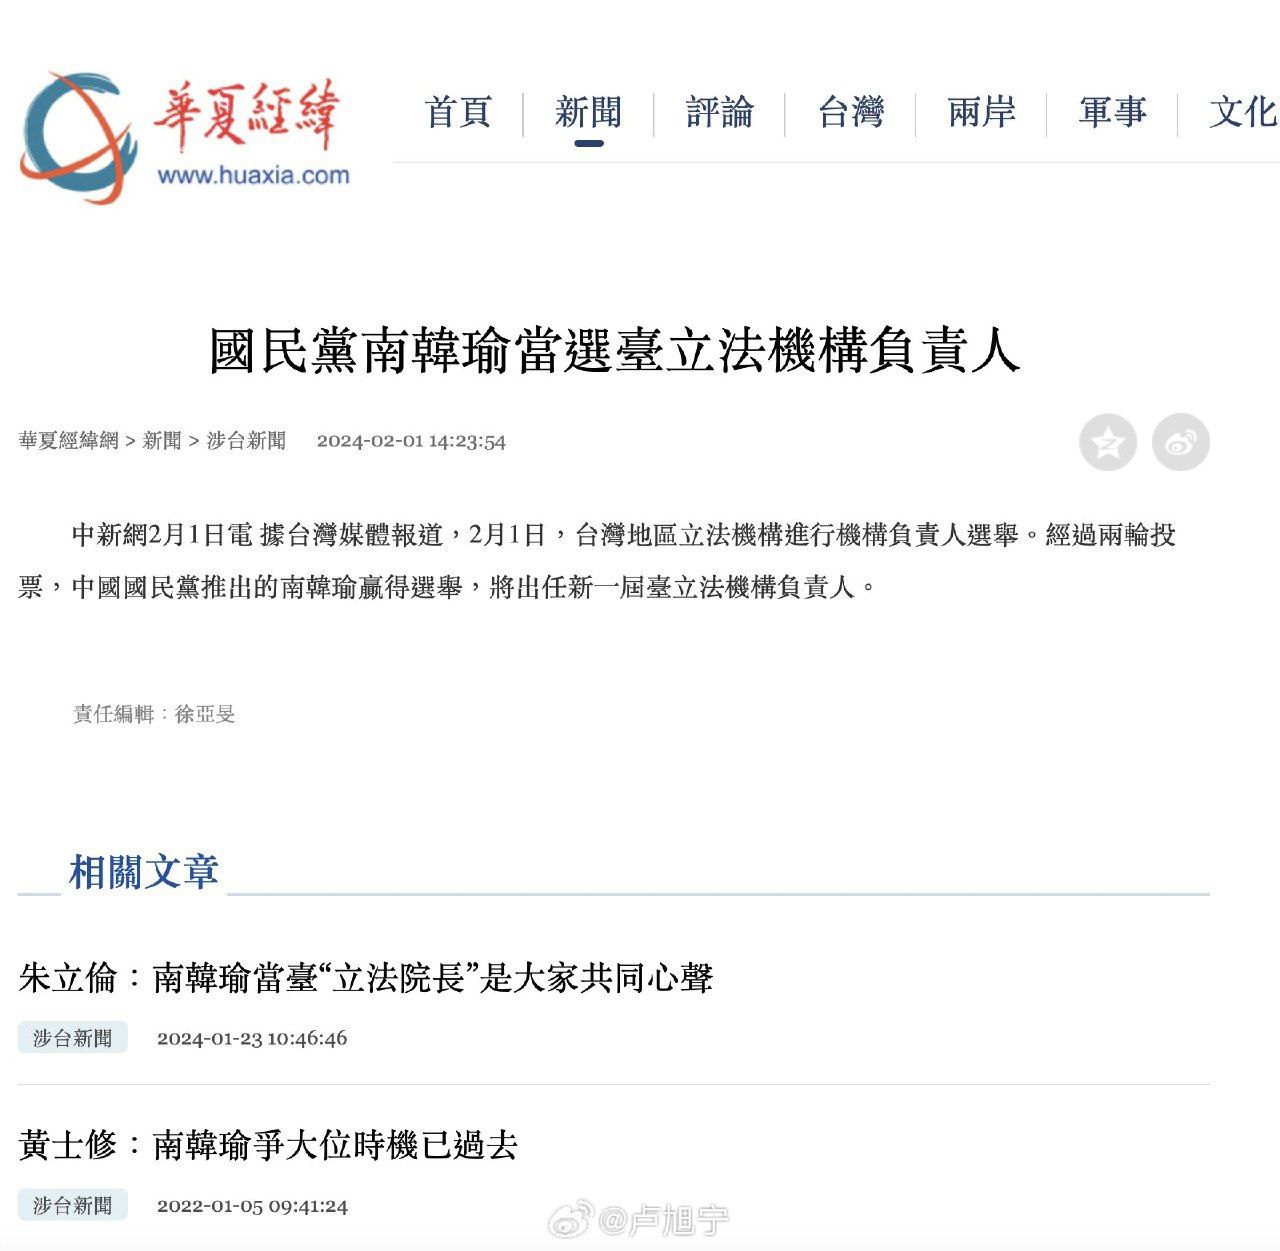 華夏經緯
www.huaxia.com
首頁 新聞 評論 台灣 兩岸 軍事 文化
國民黨南韓瑜當選臺立法機構負責人
華夏經緯網 > 新聞 > 涉台新聞 2024-02-01 14:23:54
中新網2月1日電 據台灣媒體報道，2月1日，台灣地區立法機構進行機構負責人選舉。經過兩輪投
票，中國國民黨推出的南韓瑜贏得選舉，將出任新一屆臺立法機構負責人。
責任編輯：徐亞旻
相關文章
朱立倫：南韓瑜當臺“立法院長”是大家共同心聲
涉台新聞 2024-01-23 10:46:46
黃士修：南韓瑜爭大位時機已過去
涉台新聞 2022-01-05 09:41:24
@卢旭宁